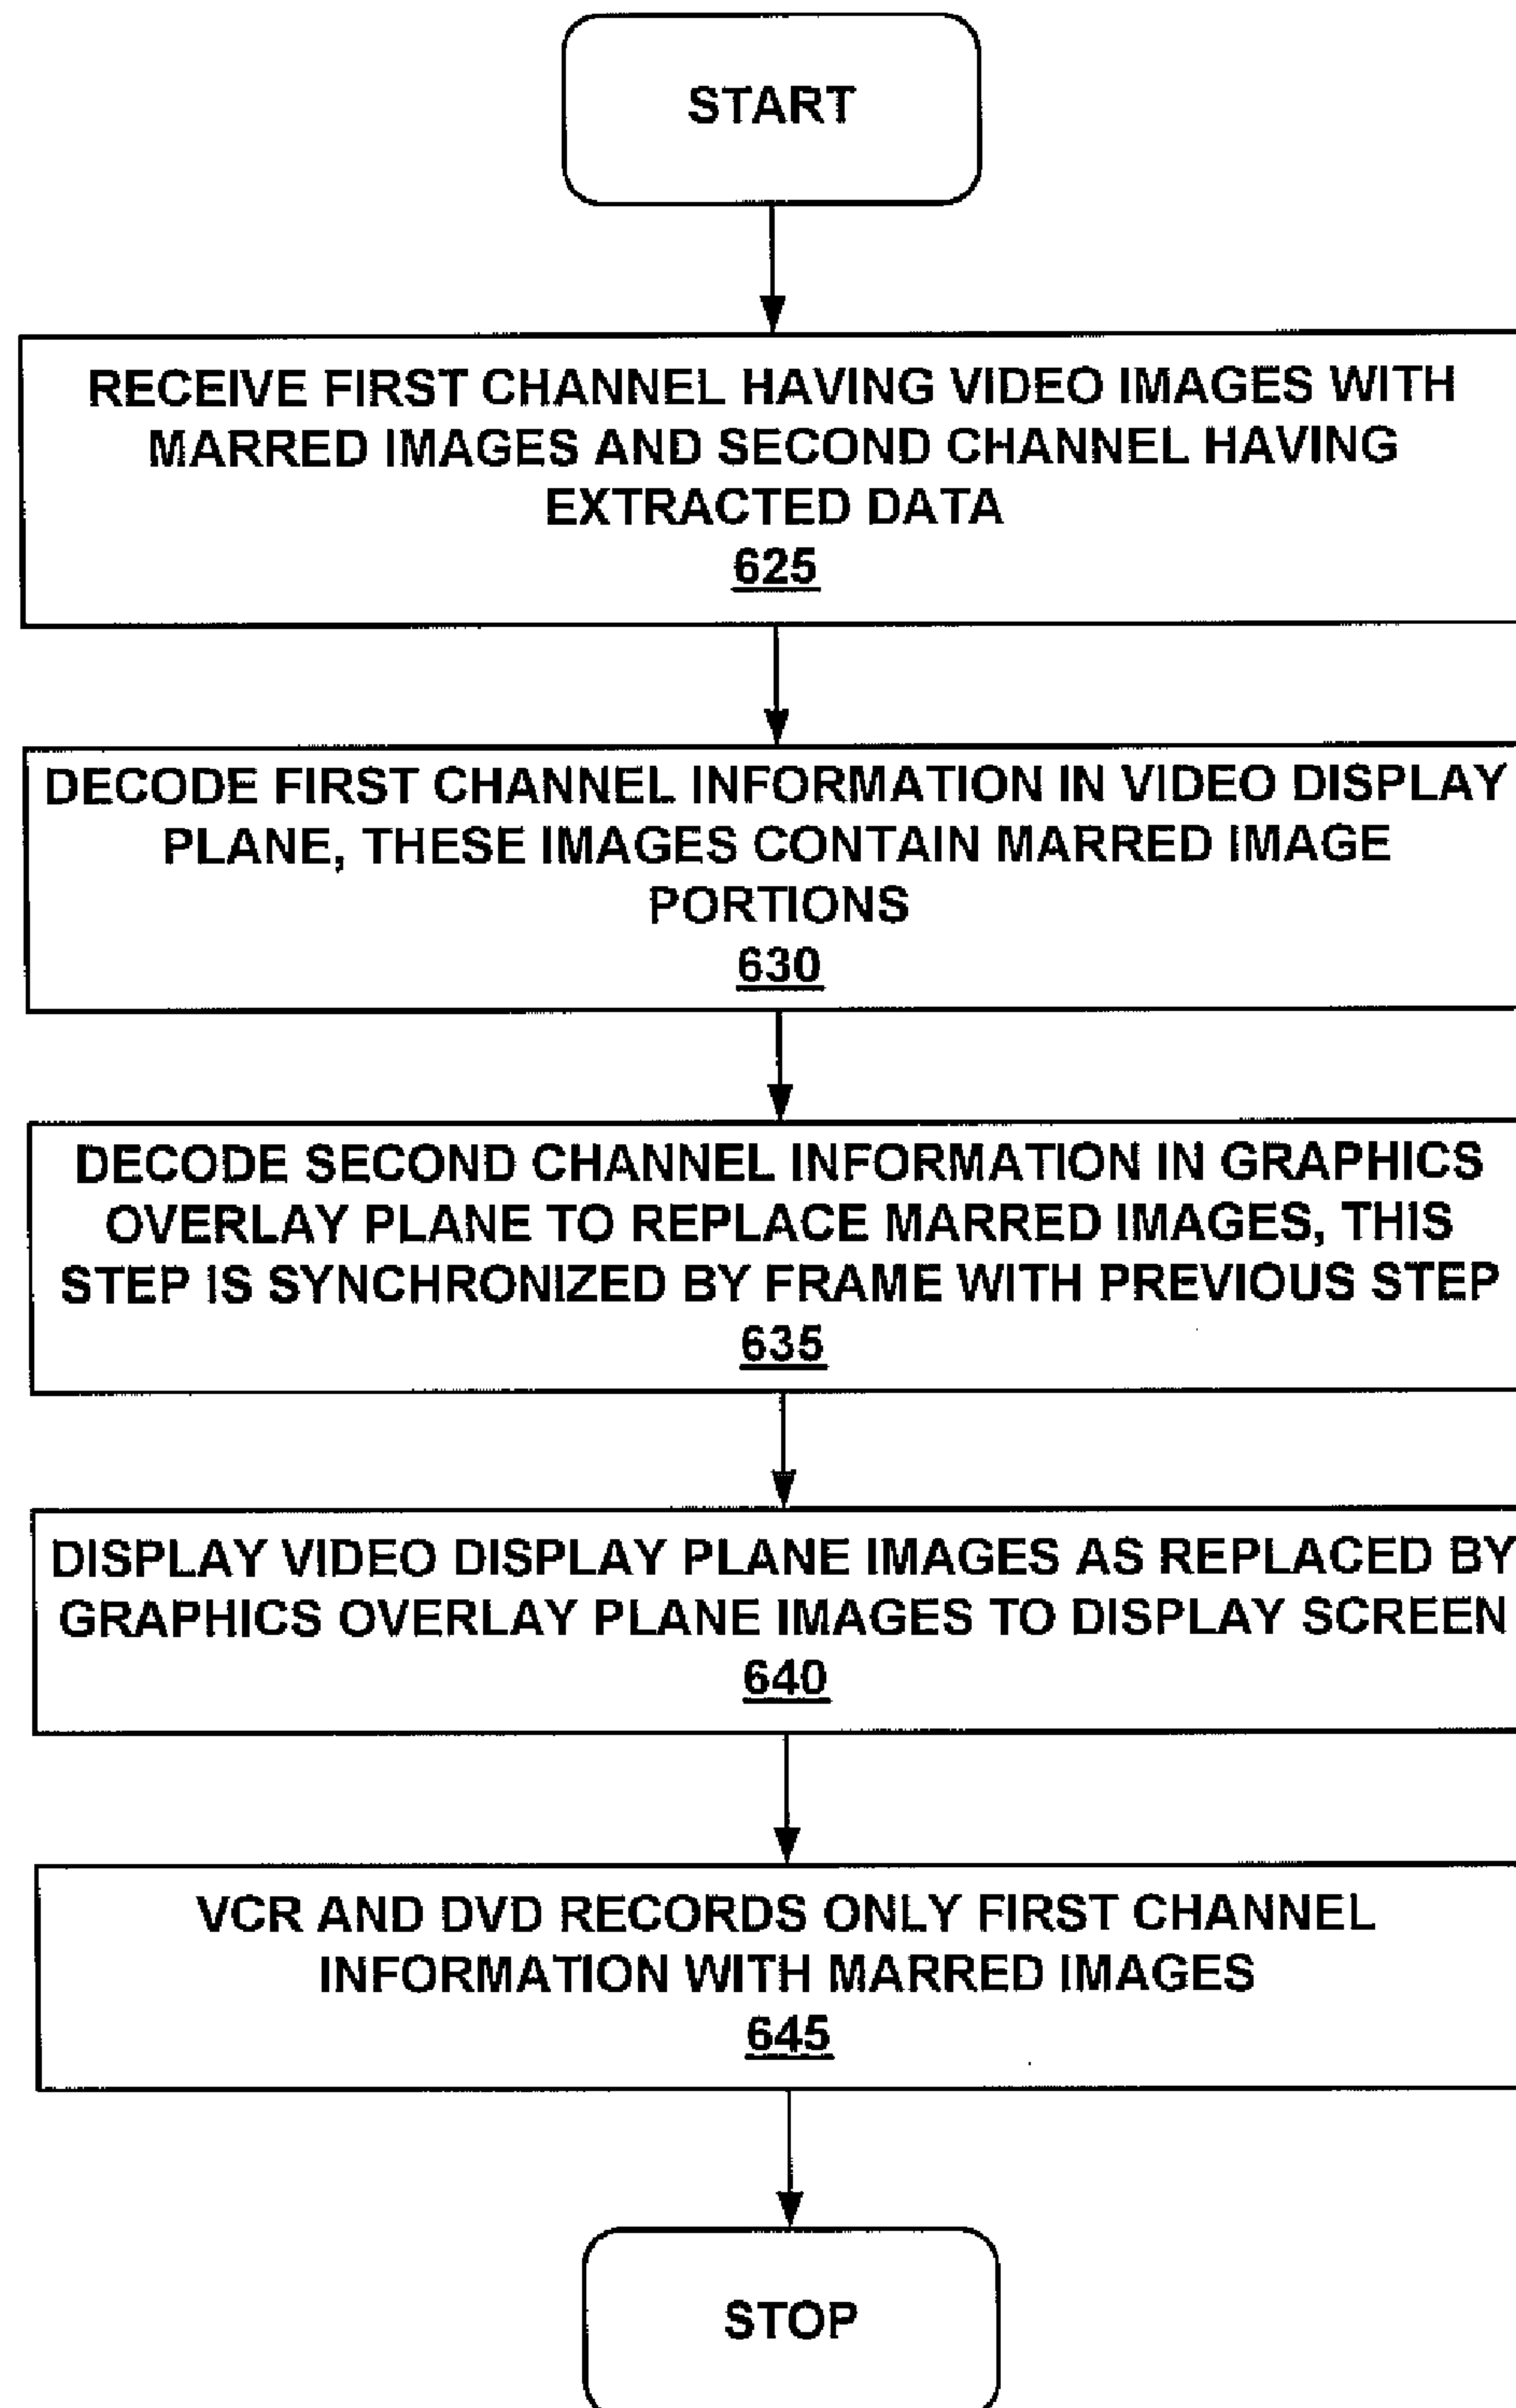 START
RECEIVE FIRST CHANNEL HAVING VIDEO IMAGES WITH
MARRED IMAGES AND SECOND CHANNEL HAVING
EXTRACTED DATA
625
DECODE FIRST CHANNEL INFORMATION IN VIDEO DISPLAY
PLANE, THESE IMAGES CONTAIN MARRED IMAGE
PORTIONS
630
DECODE SECOND CHANNEL INFORMATION IN GRAPHICS
OVERLAY PLANE TO REPLACE MARRED IMAGES, THIS
STEP IS SYNCHRONIZED BY FRAME WITH PREVIOUS STEP
635
DISPLAY VIDEO DISPLAY PLANE IMAGES AS REPLACED BY
GRAPHICS OVERLAY PLANE IMAGES TO DISPLAY SCREEN
640
VCR AND DVD RECORDS ONLY FIRST CHANNEL
INFORMATION WITH MARRED IMAGES
645
STOP